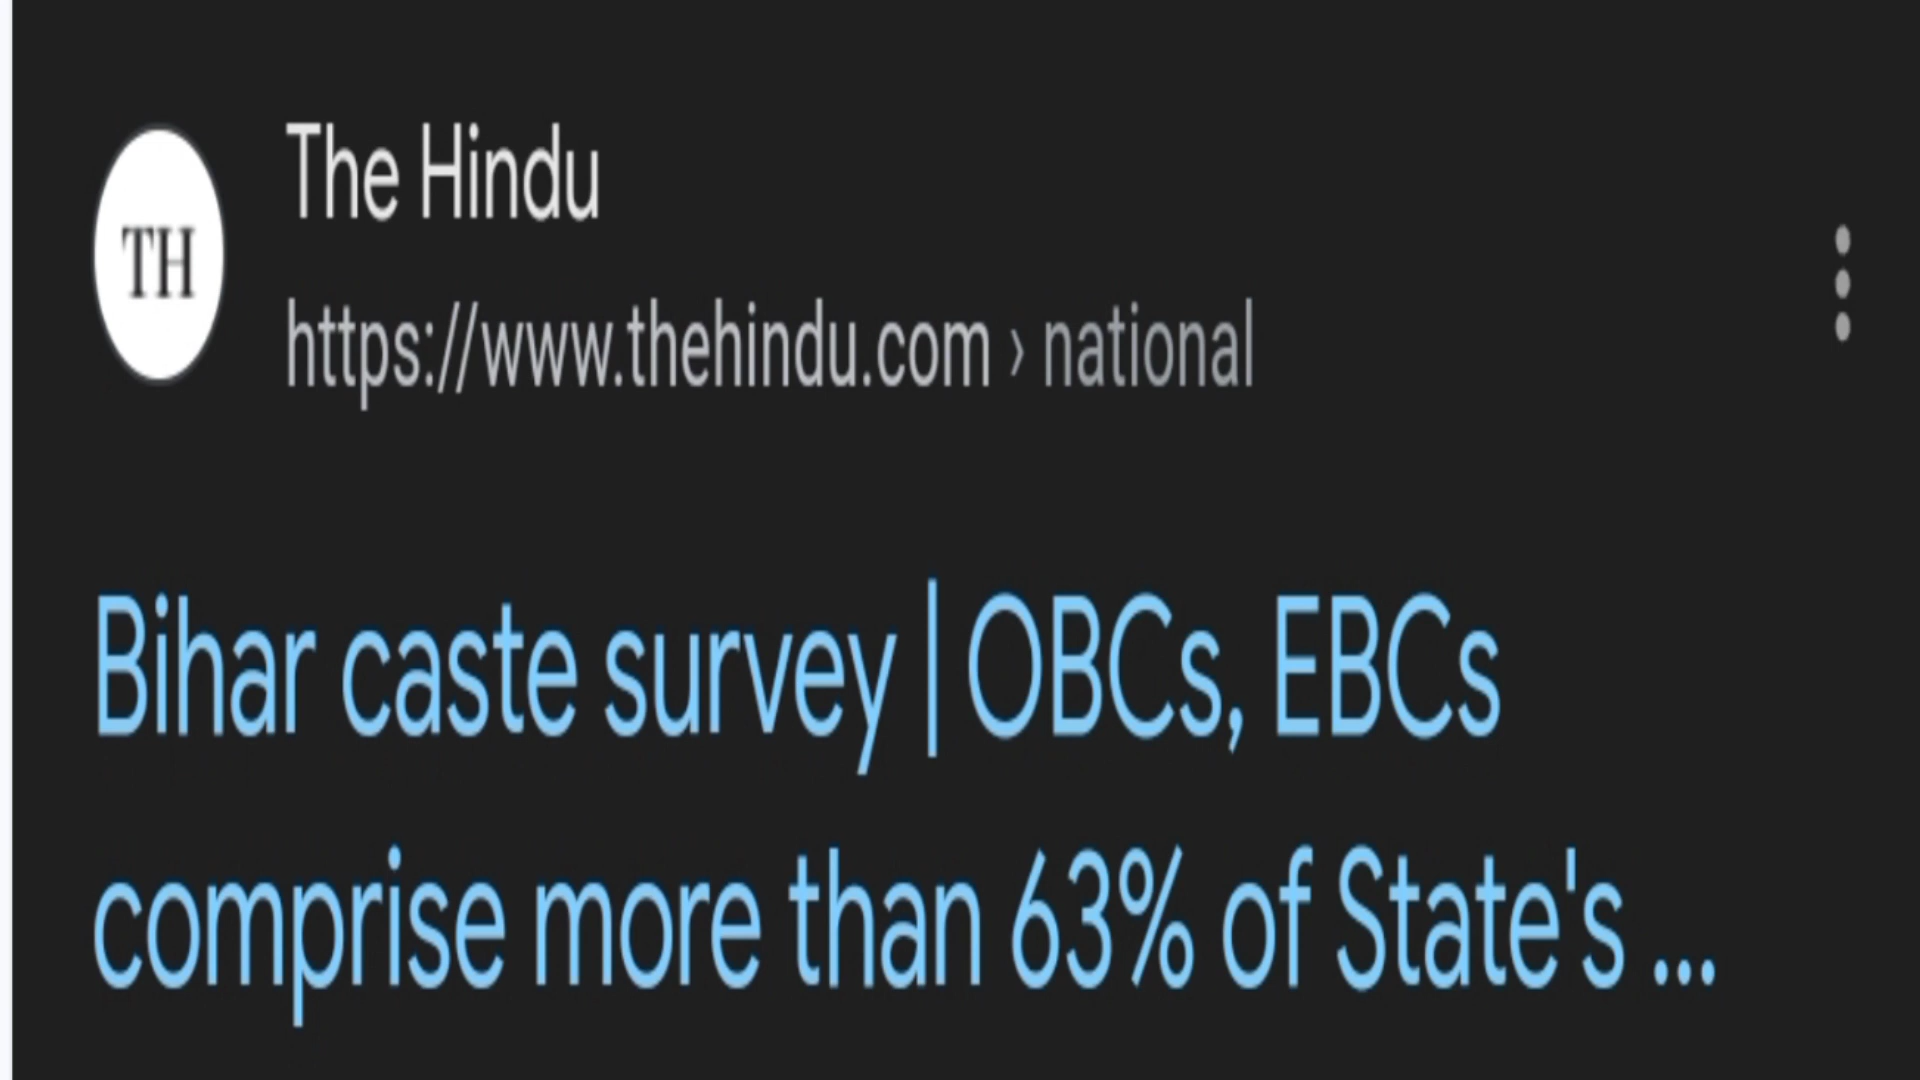 TH
The Hindu
https://www.thehindu.com › national
Bihar caste survey | OBCs, EBCs
comprise more than 63% of State's ...